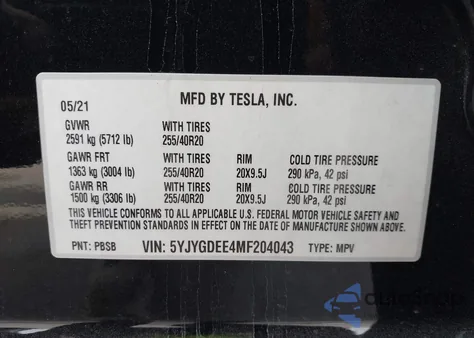 MFD BY TESLA, INC.
05/21
GVWR WITH TIRES
2591 kg (5712 lb) 255/40R20
GAWR FRT WITH TIRES RIM COLD TIRE PRESSURE
1363 kg (3004 lb) 255/40R20 20X9.5J 290 kPa, 42 psi
GAWR RR WITH TIRES RIM COLD TIRE PRESSURE
1500 kg (3306 lb) 255/40R20 20X9.5J 290 kPa, 42 psi
THIS VEHICLE CONFORMS TO ALL APPLICABLE U.S. FEDERAL MOTOR VEHICLE SAFETY
AND THEFT PREVENTION STANDARDS IN EFFECT ON THE DATE OF MANUFACTURE SHOWN ABOVE.
PNT: PBSB VIN: 5YJYGDEE4MF204043 TYPE: MPV